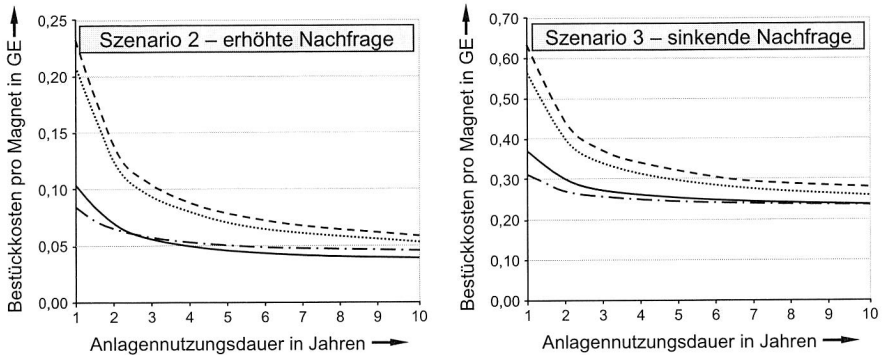 Szenario 2 – erhöhte Nachfrage
Bestückkosten pro Magnet in GE
0,25
0,20
0,15
0,10
0,05
0,00
1 2 3 4 5 6 7 8 9 10
Anlagennutzungsdauer in Jahren
Szenario 3 – sinkende Nachfrage
Bestückkosten pro Magnet in GE
0,70
0,60
0,50
0,40
0,30
0,20
0,10
0,00
1 2 3 4 5 6 7 8 9 10
Anlagennutzungsdauer in Jahren